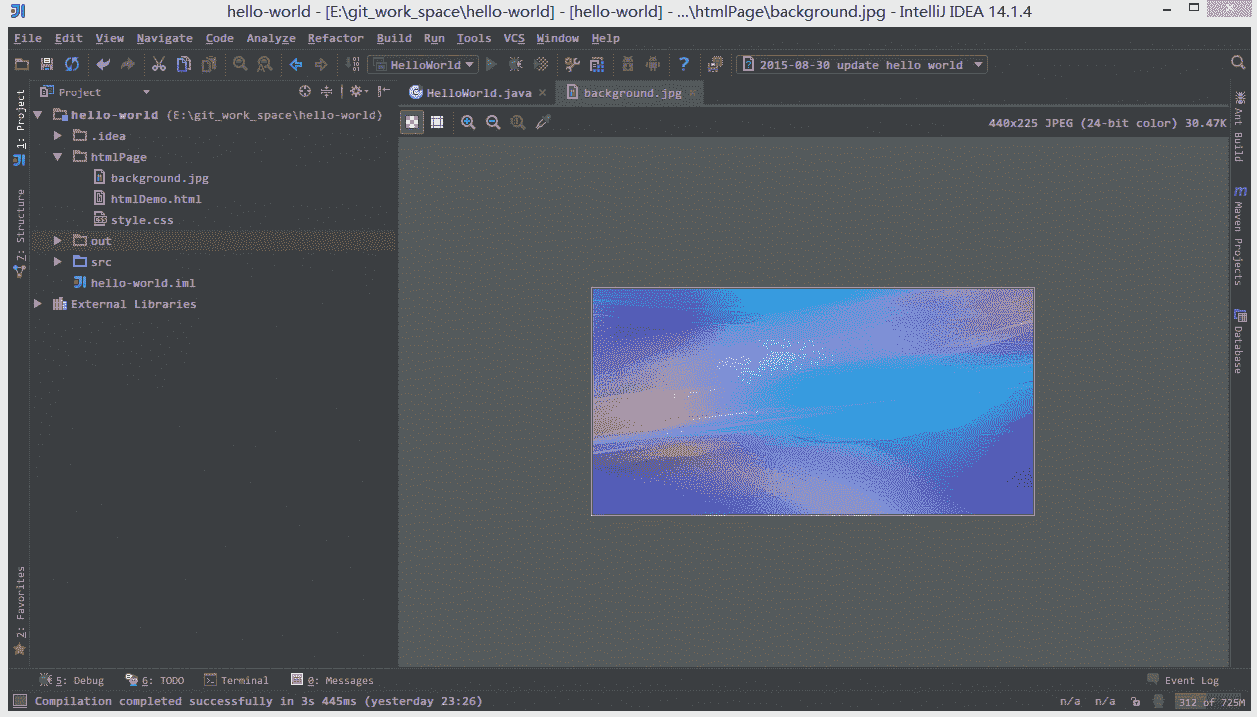 hello-world - [E:\git_work_space\hello-world] - [hello-world] - ...\htmlPage\background.jpg - IntelliJ IDEA 14.1.4
File Edit View Navigate Code Analyze Refactor Build Run Tools VCS Window Help
HelloWorld
2015-08-30 update hello world
Project
HelloWorld.java
background.jpg
1: Project
7: Structure
2: Favorites
hello-world (E:\git_work_space\hello-world)
.idea
htmlPage
background.jpg
htmlDemo.html
style.css
out
src
hello-world.iml
External Libraries
440x225 JPEG (24-bit color) 30.47K
Ant Build
Maven Projects
Database
5: Debug
6: TODO
Terminal
0: Messages
Event Log
Compilation completed successfully in 3s 445ms (yesterday 23:26)
n/a
n/a
312 of 725M